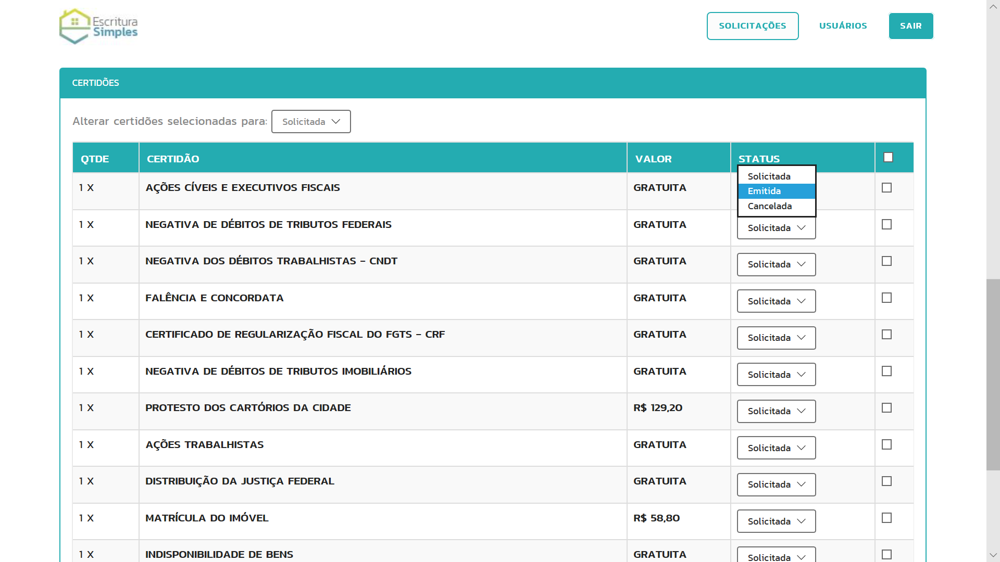 Escritura
Simples
SOLICITAÇÕES
USUÁRIOS
SAIR
CERTIDÕES
Alterar certidões selecionadas para: Solicitada
QTDE CERTIDÃO VALOR STATUS
1 X AÇÕES CÍVEIS E EXECUTIVOS FISCAIS GRATUITA
Solicitada
Emitida
Cancelada
1 X NEGATIVA DE DÉBITOS DE TRIBUTOS FEDERAIS GRATUITA Solicitada
1 X NEGATIVA DOS DÉBITOS TRABALHISTAS – CNDT GRATUITA Solicitada
1 X FALÊNCIA E CONCORDATA GRATUITA Solicitada
1 X CERTIFICADO DE REGULARIZAÇÃO FISCAL DO FGTS – CRF GRATUITA Solicitada
1 X NEGATIVA DE DÉBITOS DE TRIBUTOS IMOBILIÁRIOS GRATUITA Solicitada
1 X PROTESTO DOS CARTÓRIOS DA CIDADE R$ 129,20 Solicitada
1 X AÇÕES TRABALHISTAS GRATUITA Solicitada
1 X DISTRIBUIÇÃO DA JUSTIÇA FEDERAL GRATUITA Solicitada
1 X MATRÍCULA DO IMÓVEL R$ 58,80 Solicitada
1 X INDISPONIBILIDADE DE BENS GRATUITA Solicitada